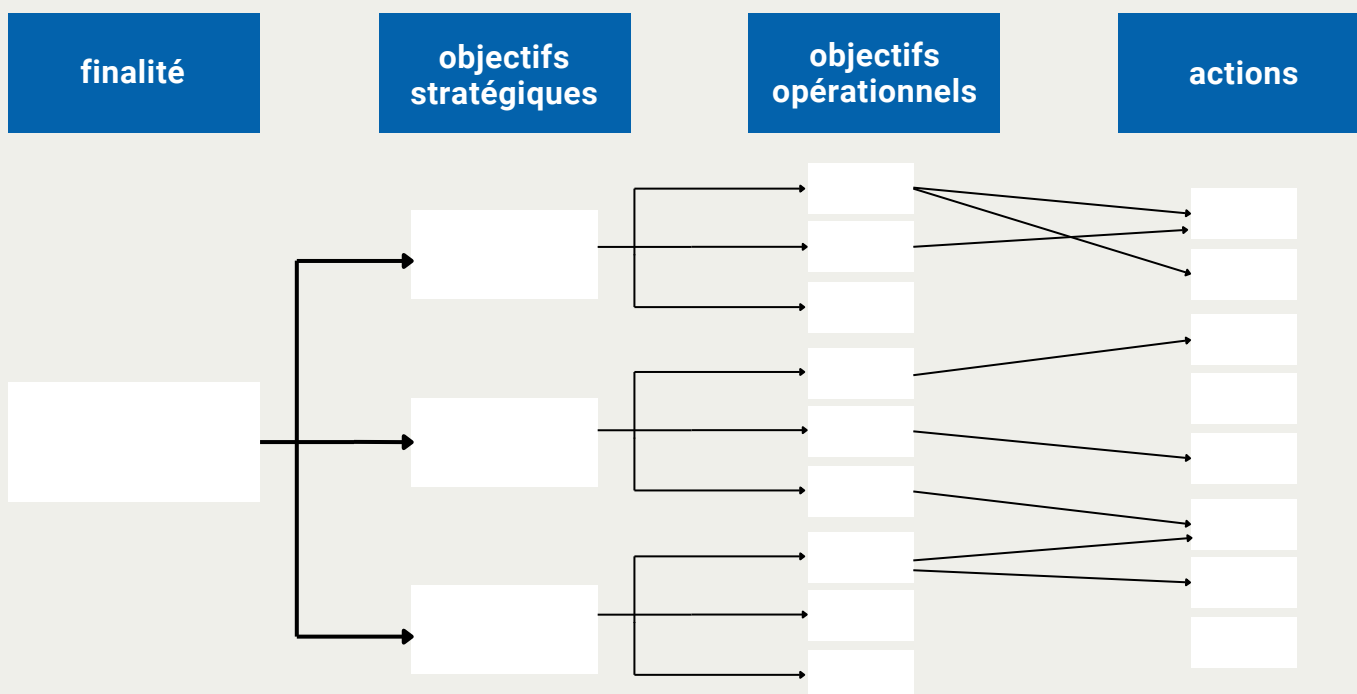 finalité
objectifs
stratégiques
objectifs
opérationnels
actions